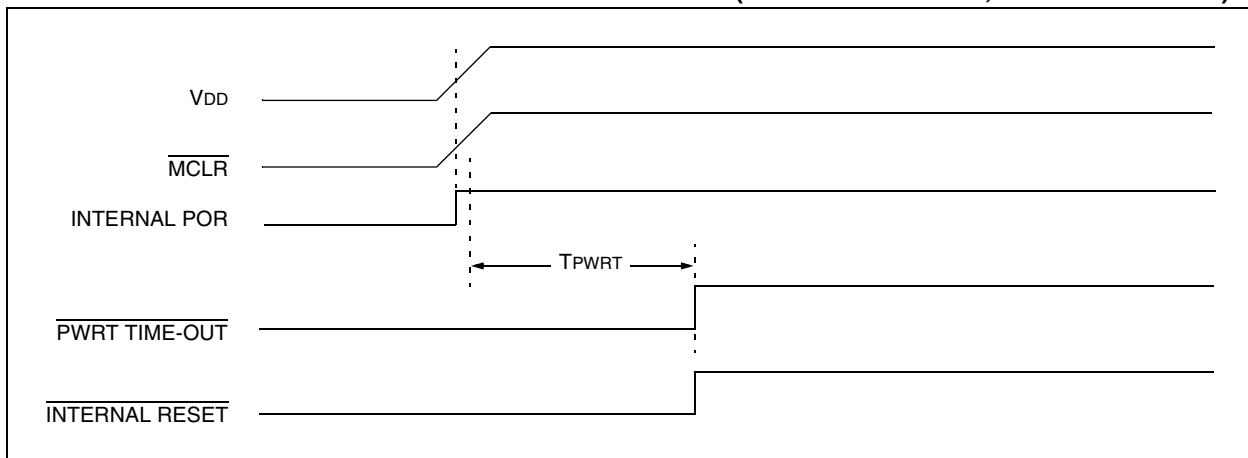 VDD
MCLR
INTERNAL POR
TPWRT
PWRT TIME-OUT
INTERNAL RESET